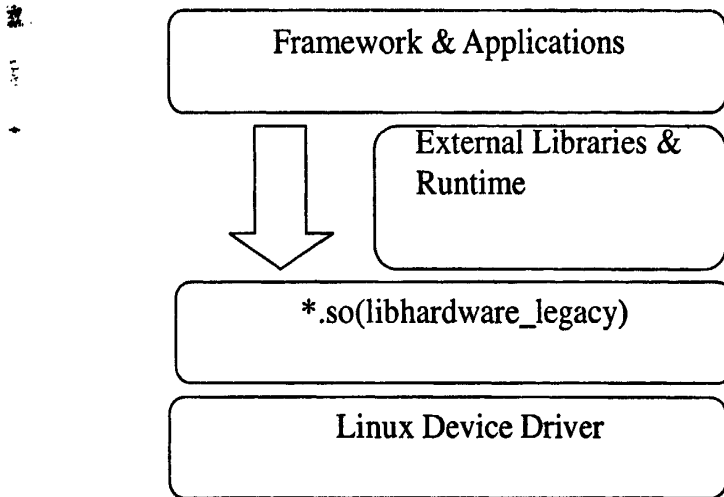 Framework & Applications
External Libraries &
Runtime
*.so(libhardware_legacy)
Linux Device Driver